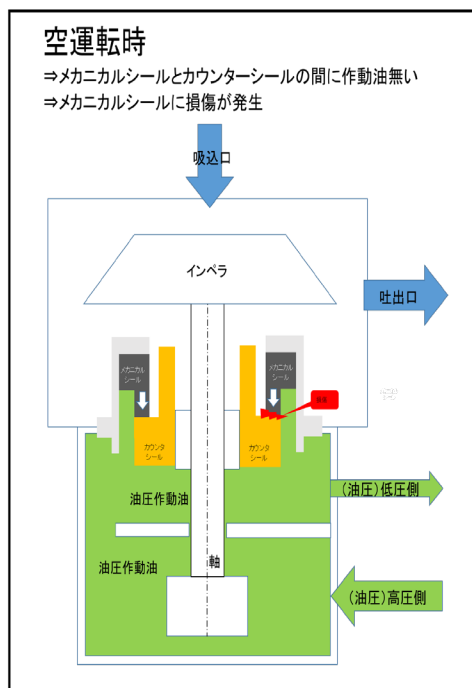 空運転時
⇒メカニカルシールとカウンターシールの間に作動油無い
⇒メカニカルシールに損傷が発生
吸込口
インペラ
吐出口
メカニカル
シール
メカニカル
シール
カウンタ
シール
カウンタ
シール
油圧作動油
(油圧)低圧側
軸
油圧作動油
(油圧)高圧側